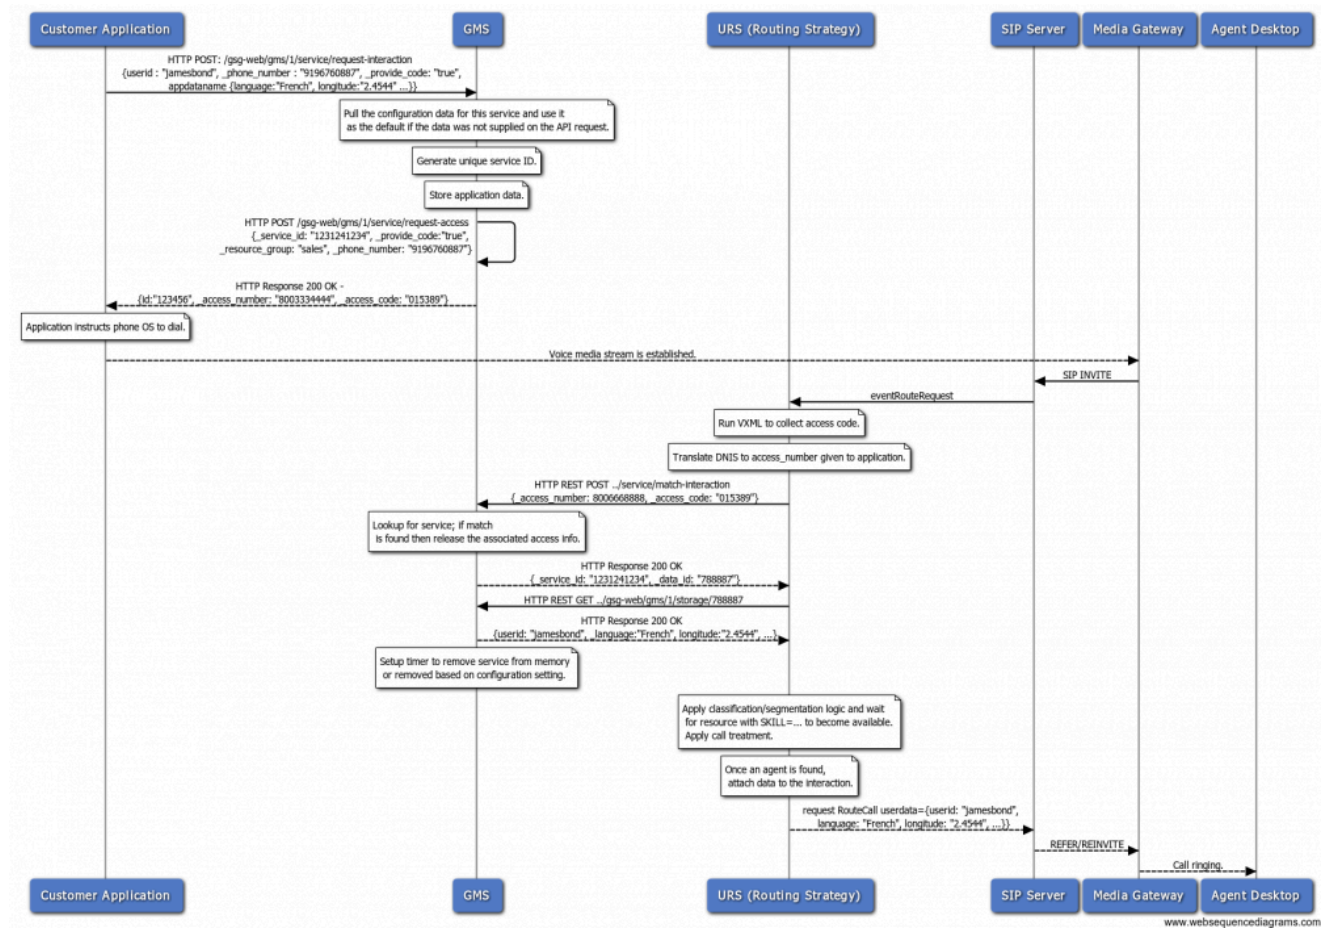 Customer Application
GMS
URS (Routing Strategy)
SIP Server
Media Gateway
Agent Desktop
HTTP POST: /gsg-web/gms/1/service/request-interaction
{userid : "jamesbond", _phone_number : "9196760887", _provide_code: "true",
appdataname {language:"French", longitude:"2.4544" ...}}
Pull the configuration data for this service and use it
as the default if the data was not supplied on the API request.
Generate unique service ID.
Store application data.
HTTP POST /gsg-web/gms/1/service/request-access
{_service_id: "1231241234", _provide_code:"true",
_resource_group: "sales", _phone_number: "9196760887"}
HTTP Response 200 OK -
{id:"123456", _access_number: "8003334444", _access_code: "015389"}
Application instructs phone OS to dial.
Voice media stream is established.
SIP INVITE
eventRouteRequest
Run VXML to collect access code.
Translate DNIS to access_number given to application.
HTTP REST POST ../service/match-interaction
{_access_number: 8006668888, _access_code: "015389"}
Lookup for service; if match
is found then release the associated access info.
HTTP Response 200 OK
{_service_id: "1231241234", _data_id: "788887"}
HTTP REST GET ../gsg-web/gms/1/storage/788887
HTTP Response 200 OK
{userid: "jamesbond", _language:"French", longitude:"2.4544", ...}
Setup timer to remove service from memory
or removed based on configuration setting.
Apply classification/segmentation logic and wait
for resource with SKILL=... to become available.
Apply call treatment.
Once an agent is found,
attach data to the interaction.
request RouteCall userdata={userid: "jamesbond",
language: "French", longitude: "2.4544", ...}}
REFER/REINVITE
Call ringing.
Customer Application
GMS
URS (Routing Strategy)
SIP Server
Media Gateway
Agent Desktop
www.websequencediagrams.com